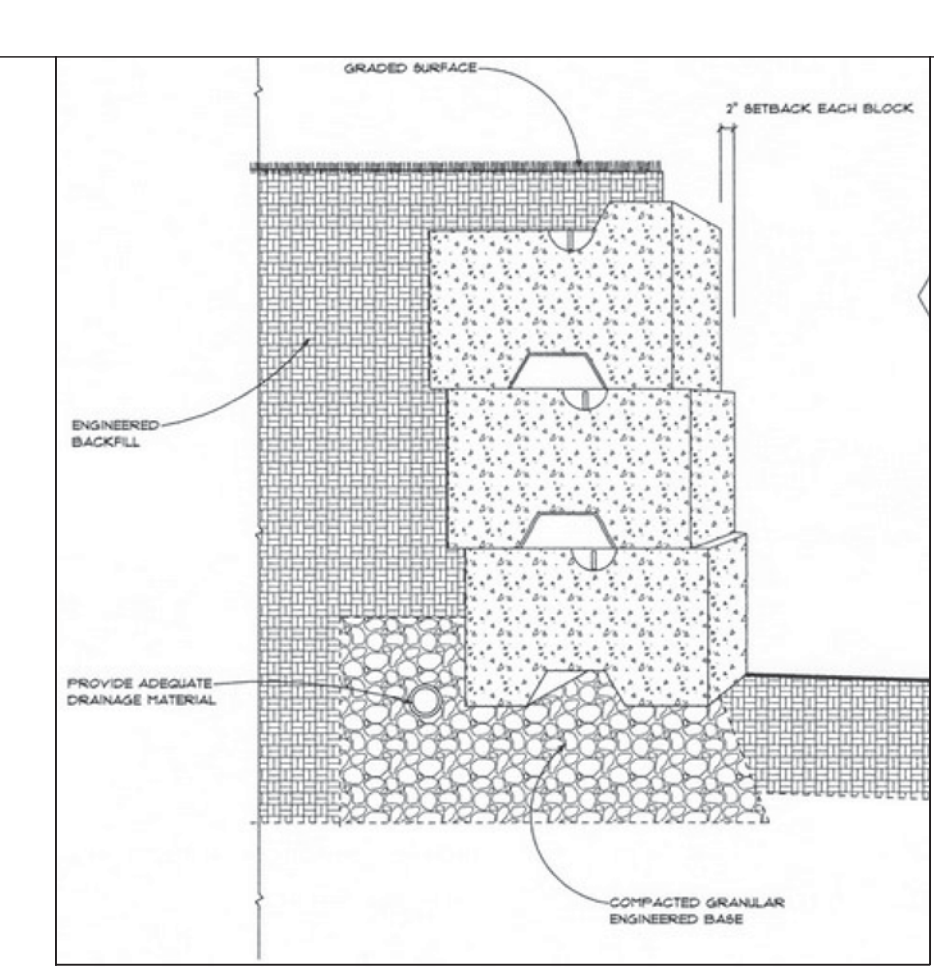 GRADED SURFACE
2" SETBACK EACH BLOCK
ENGINEERED
BACKFILL
PROVIDE ADEQUATE
DRAINAGE MATERIAL
COMPACTED GRANULAR
ENGINEERED BASE